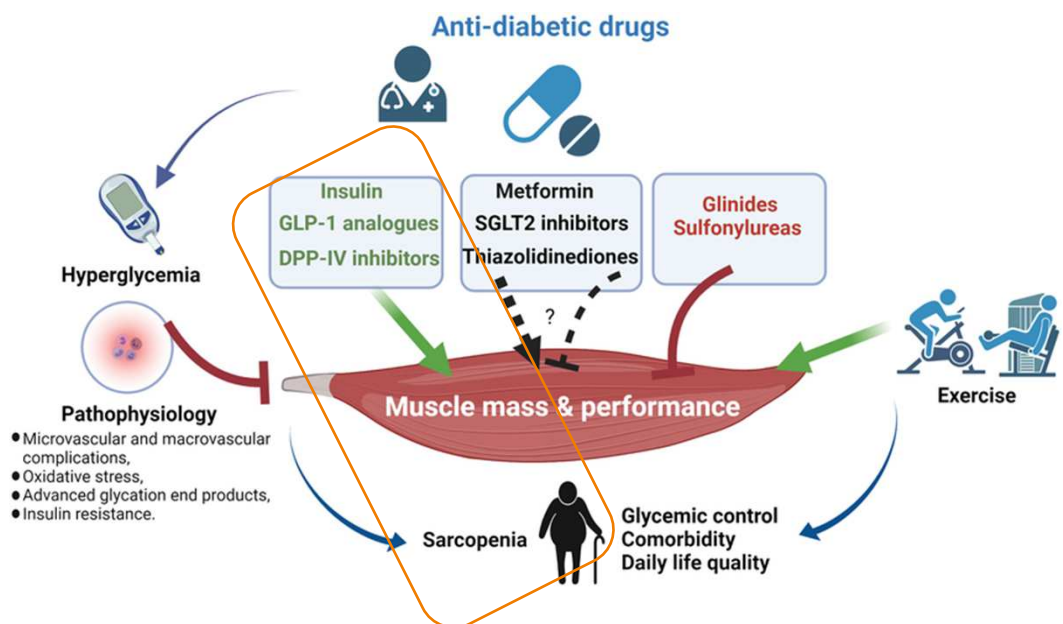 Anti-diabetic drugs
Insulin
GLP-1 analogues
DPP-IV inhibitors
Metformin
SGLT2 inhibitors
Thiazolidinediones
Glinides
Sulfonylureas
Hyperglycemia
?
Pathophysiology
Microvascular and macrovascular
complications,
Oxidative stress,
Advanced glycation end products,
Insulin resistance.
Muscle mass & performance
Exercise
Sarcopenia
Glycemic control
Comorbidity
Daily life quality